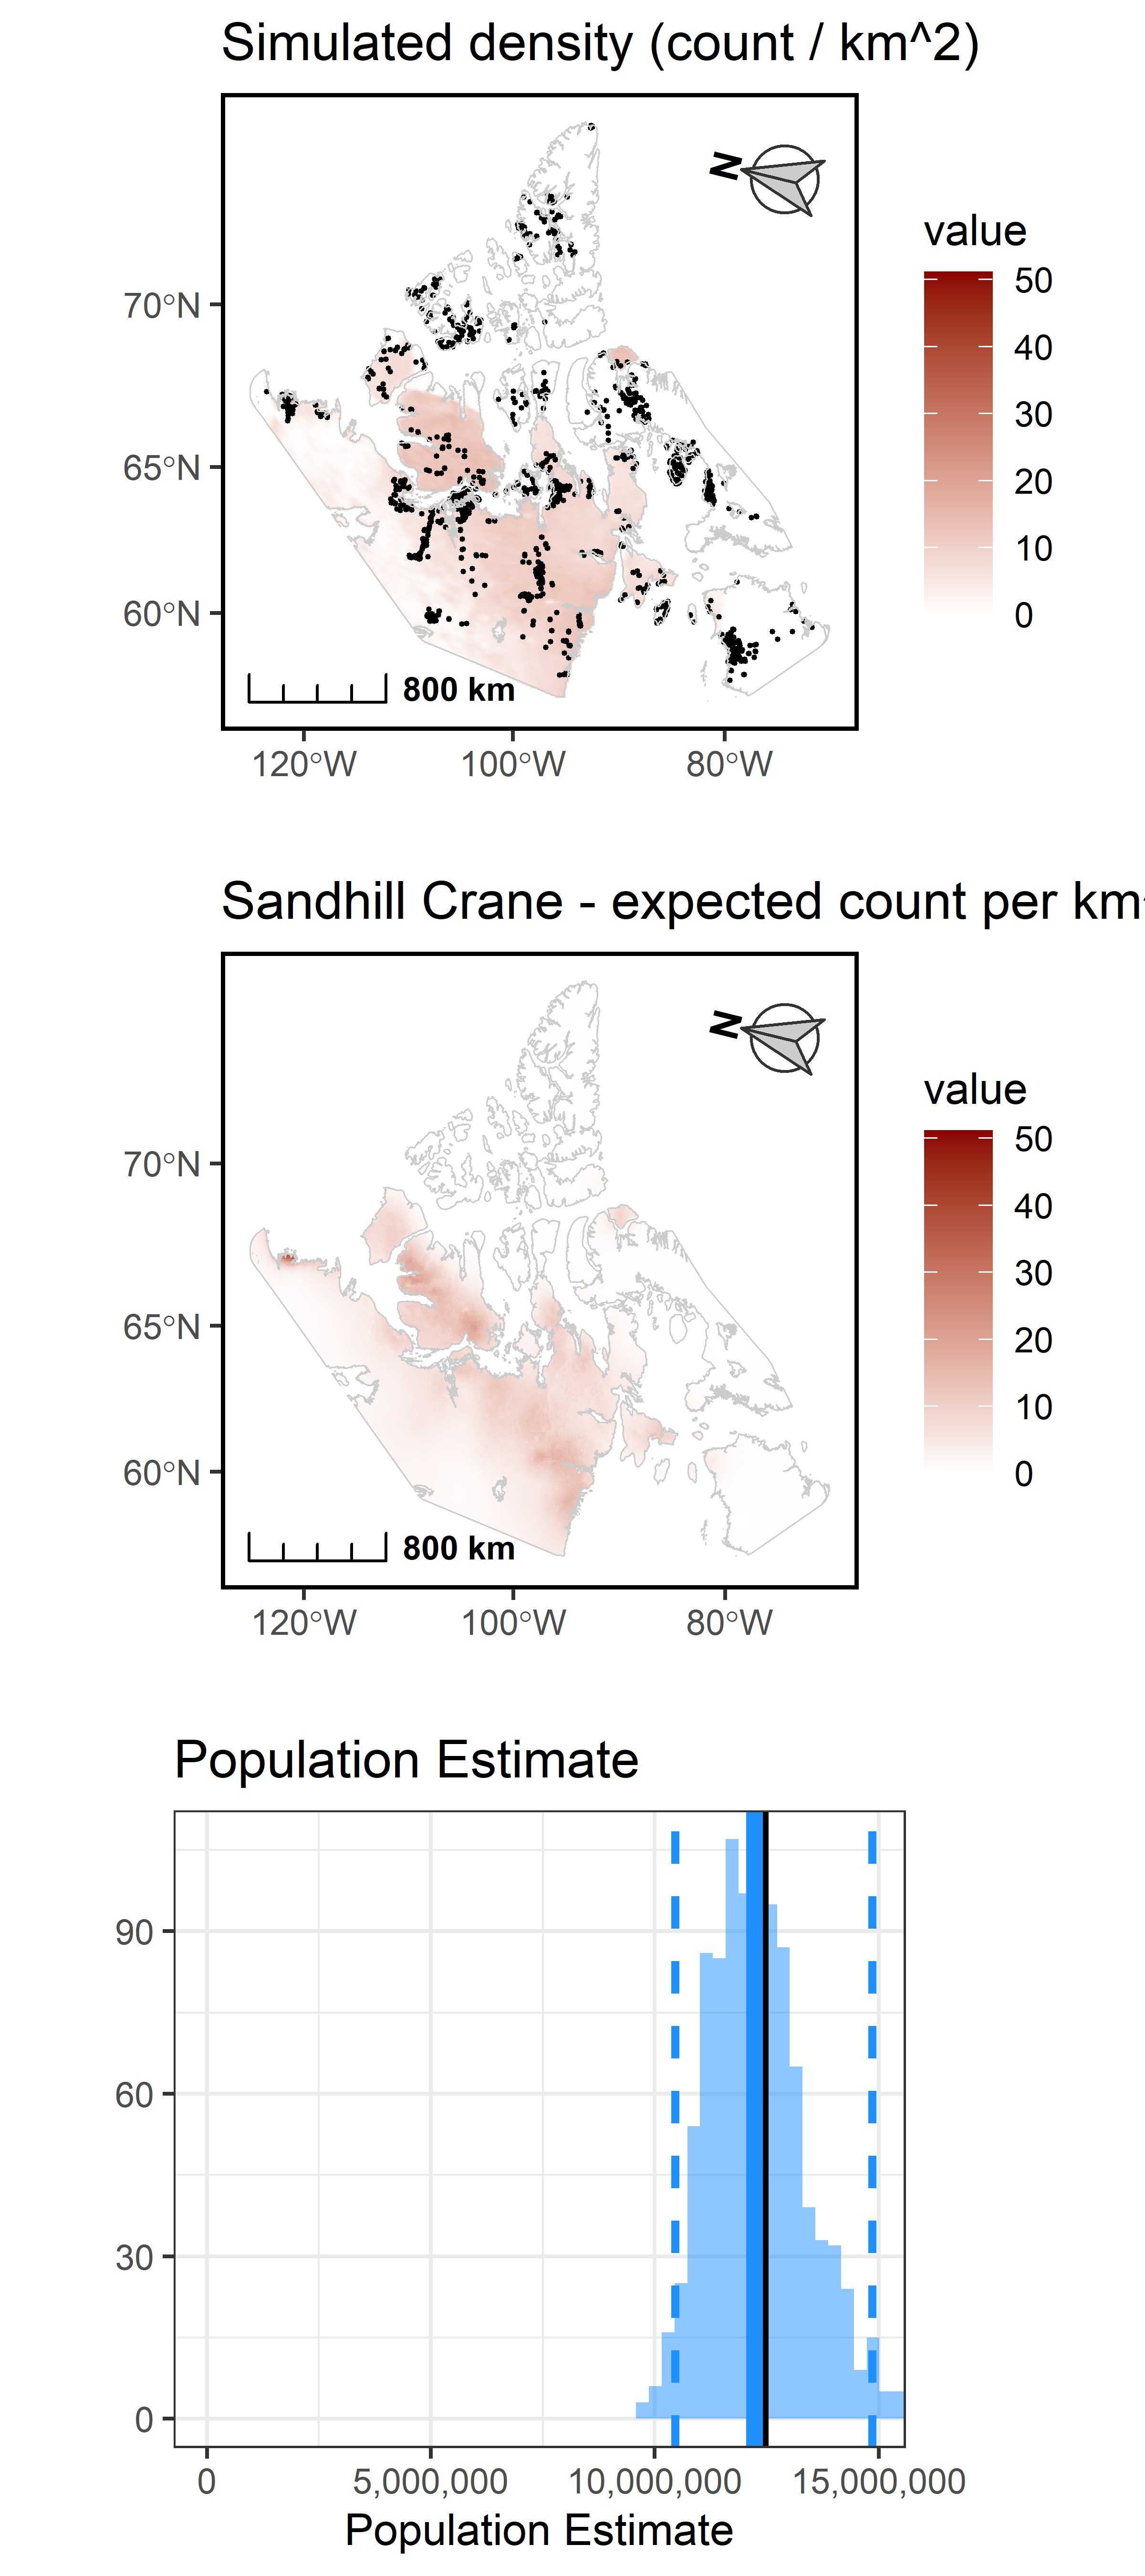 Simulated density (count / km^2)
N
value
50
40
30
20
10
0
70°N
65°N
60°N
800 km
120°W
100°W
80°W
Sandhill Crane - expected count per km^
N
value
50
40
30
20
10
0
70°N
65°N
60°N
800 km
120°W
100°W
80°W
Population Estimate
90
60
30
0
0
5,000,000
10,000,000
15,000,000
Population Estimate